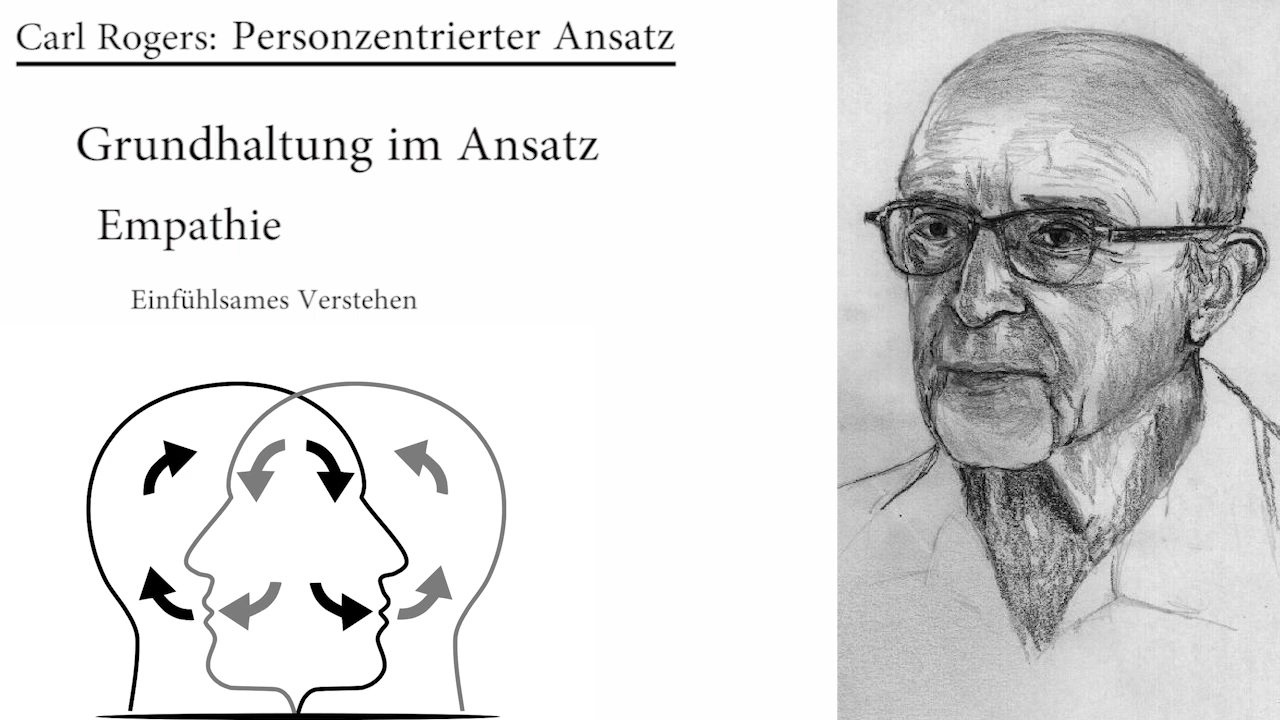 Carl Rogers: Personzentrierter Ansatz
Grundhaltung im Ansatz
Empathie
Einfühlsames Verstehen